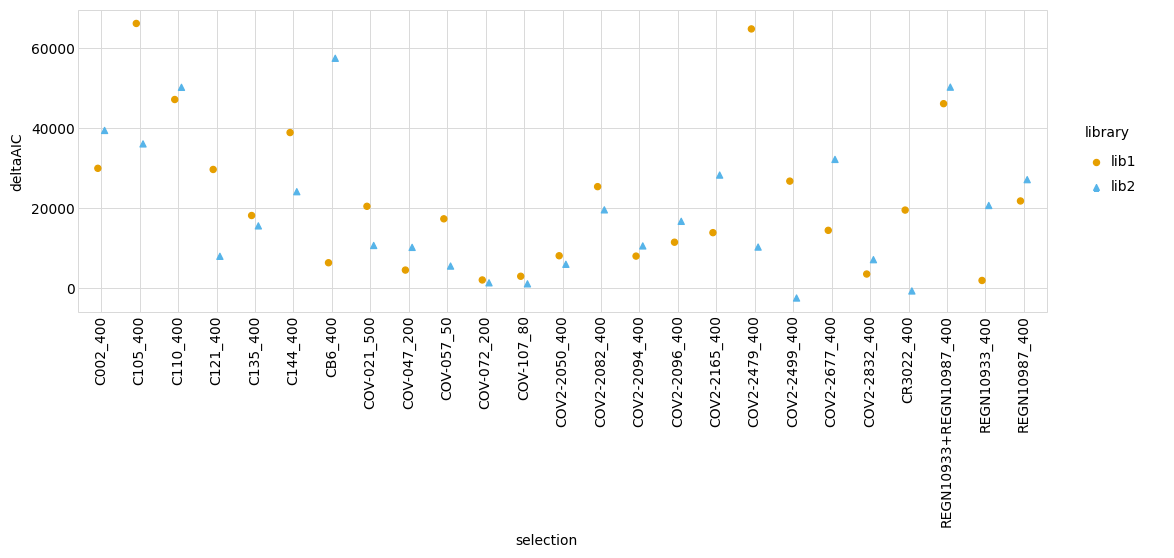 deltaAIC
60000
40000
20000
0
C002_400
C105_400
C110_400
C121_400
C135_400
C144_400
CB6_400
COV-021_500
COV-047_200
COV-057_50
COV-072_200
COV-107_80
COV2-2050_400
COV2-2082_400
COV2-2094_400
COV2-2096_400
COV2-2165_400
COV2-2479_400
COV2-2499_400
COV2-2677_400
COV2-2832_400
CR3022_400
REGN10933+REGN10987_400
REGN10933_400
REGN10987_400
selection
library
lib1
lib2